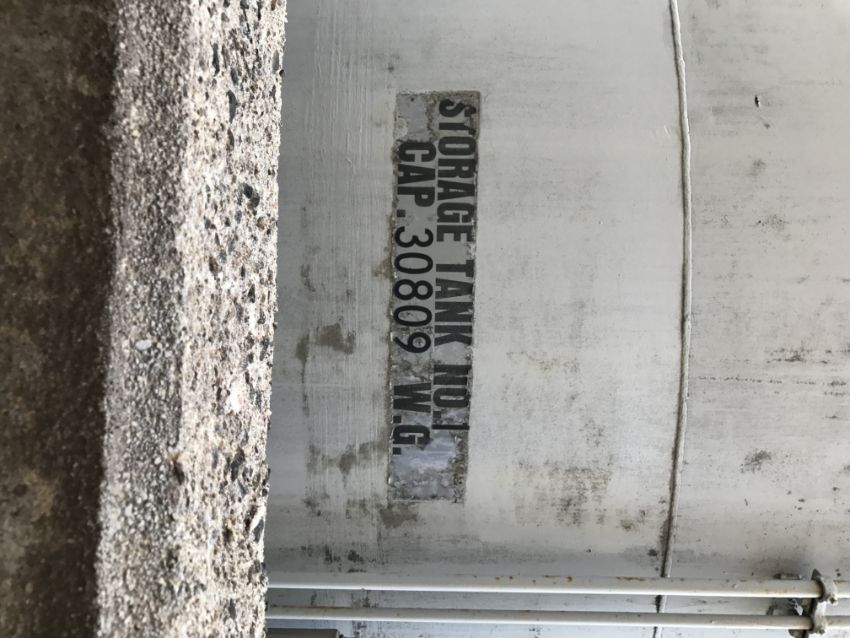 STORAGE TANK NO.1
CAP. 30809 W.G.